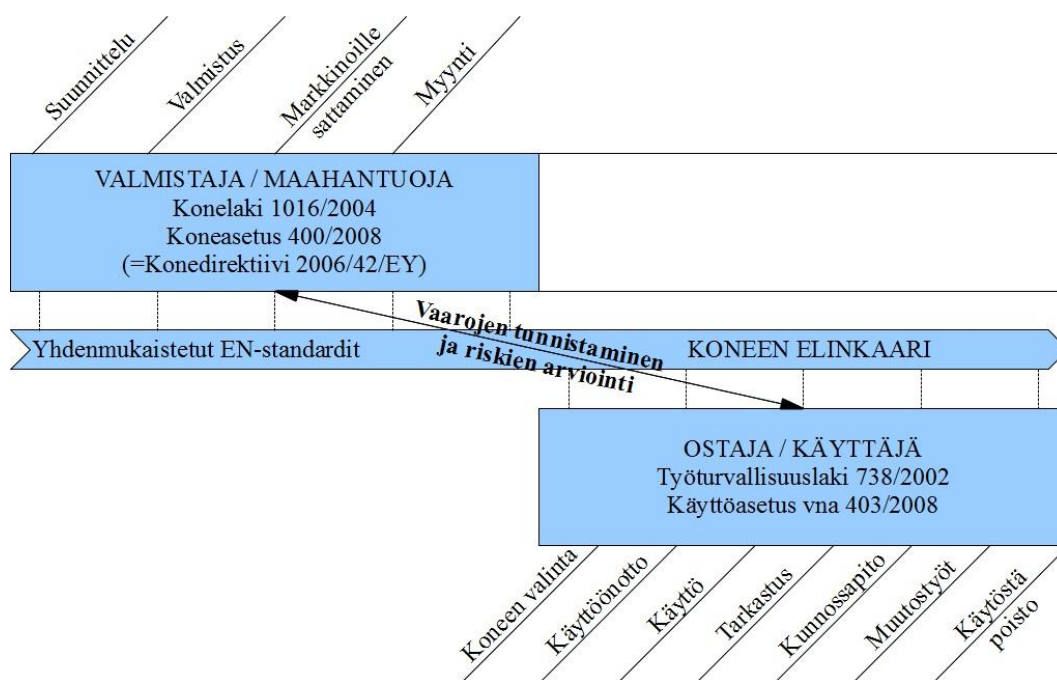 Suunnittelu
Valmistus
Markkinoille
sattaminen
Myynti
VALMISTAJA / MAAHANTUOJA
Konelaki 1016/2004
Koneasetus 400/2008
(=Konedirektiivi 2006/42/EY)
Vaarojen tunnistaminen
ja riskien arviointi
Yhdenmukaistetut EN-standardit
KONEEN ELINKAARI
OSTAJA / KÄYTTÄJÄ
Työturvallisuuslaki 738/2002
Käyttöasetus vna 403/2008
Koneen valinta
Käyttöönotto
Käyttö
Tarkastus
Kunnossapito
Muutostyöt
Käytöstä
poisto